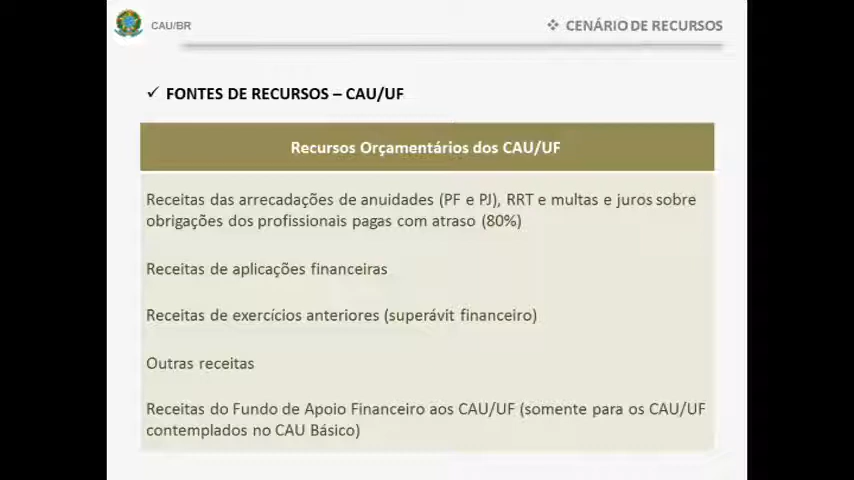 CAU/BR
❖ CENÁRIO DE RECURSOS
✓ FONTES DE RECURSOS – CAU/UF
Recursos Orçamentários dos CAU/UF
Receitas das arrecadações de anuidades (PF e PJ), RRT e multas e juros sobre
obrigações dos profissionais pagas com atraso (80%)
Receitas de aplicações financeiras
Receitas de exercícios anteriores (superávit financeiro)
Outras receitas
Receitas do Fundo de Apoio Financeiro aos CAU/UF (somente para os CAU/UF
contemplados no CAU Básico)